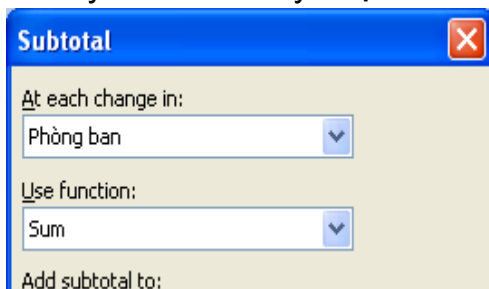 Subtotal
At each change in:
Phòng ban
Use function:
Sum
Add subtotal to: